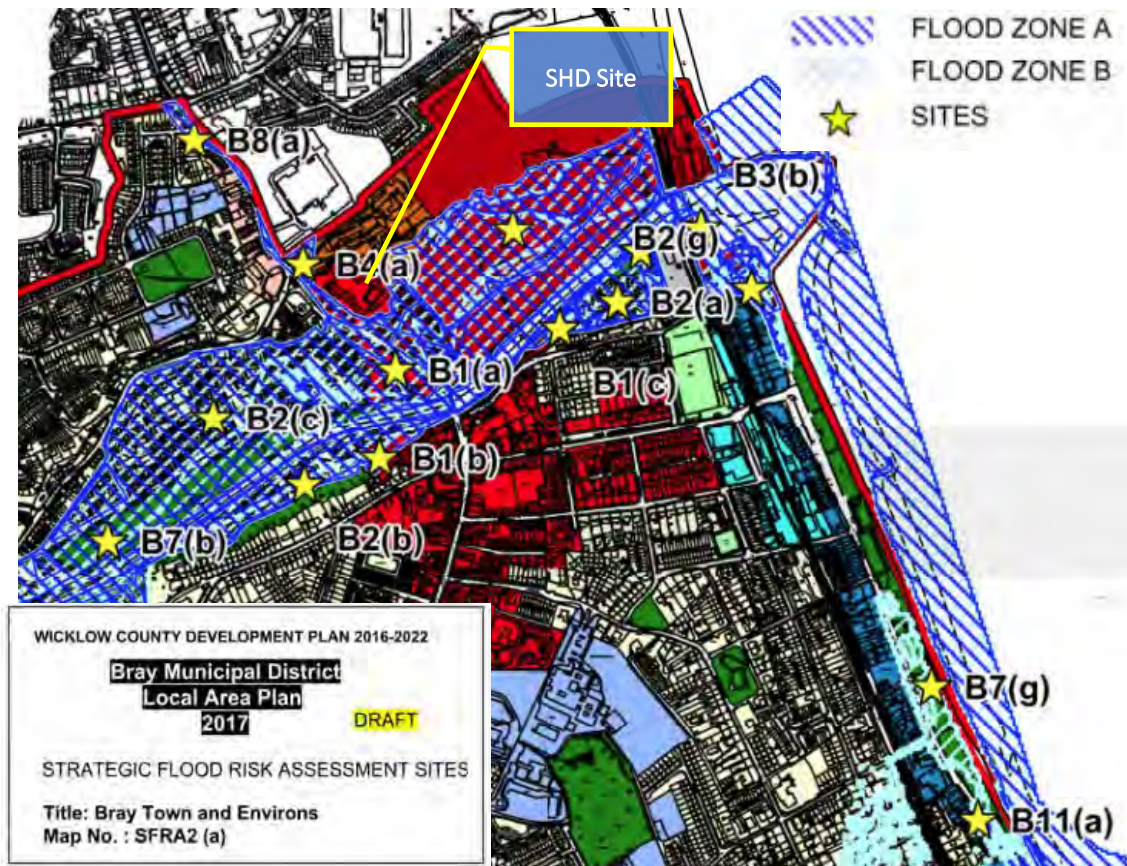 SHD Site
FLOOD ZONE A
FLOOD ZONE B
SITES
B8(a)
B3(b)
B4(a)
B2(g)
B2(a)
B1(a)
B1(c)
B2(c)
B1(b)
B7(b)
B2(b)
B7(g)
B11(a)
WICKLOW COUNTY DEVELOPMENT PLAN 2016-2022
Bray Municipal District
Local Area Plan
2017
DRAFT
STRATEGIC FLOOD RISK ASSESSMENT SITES
Title: Bray Town and Environs
Map No. : SFRA2 (a)